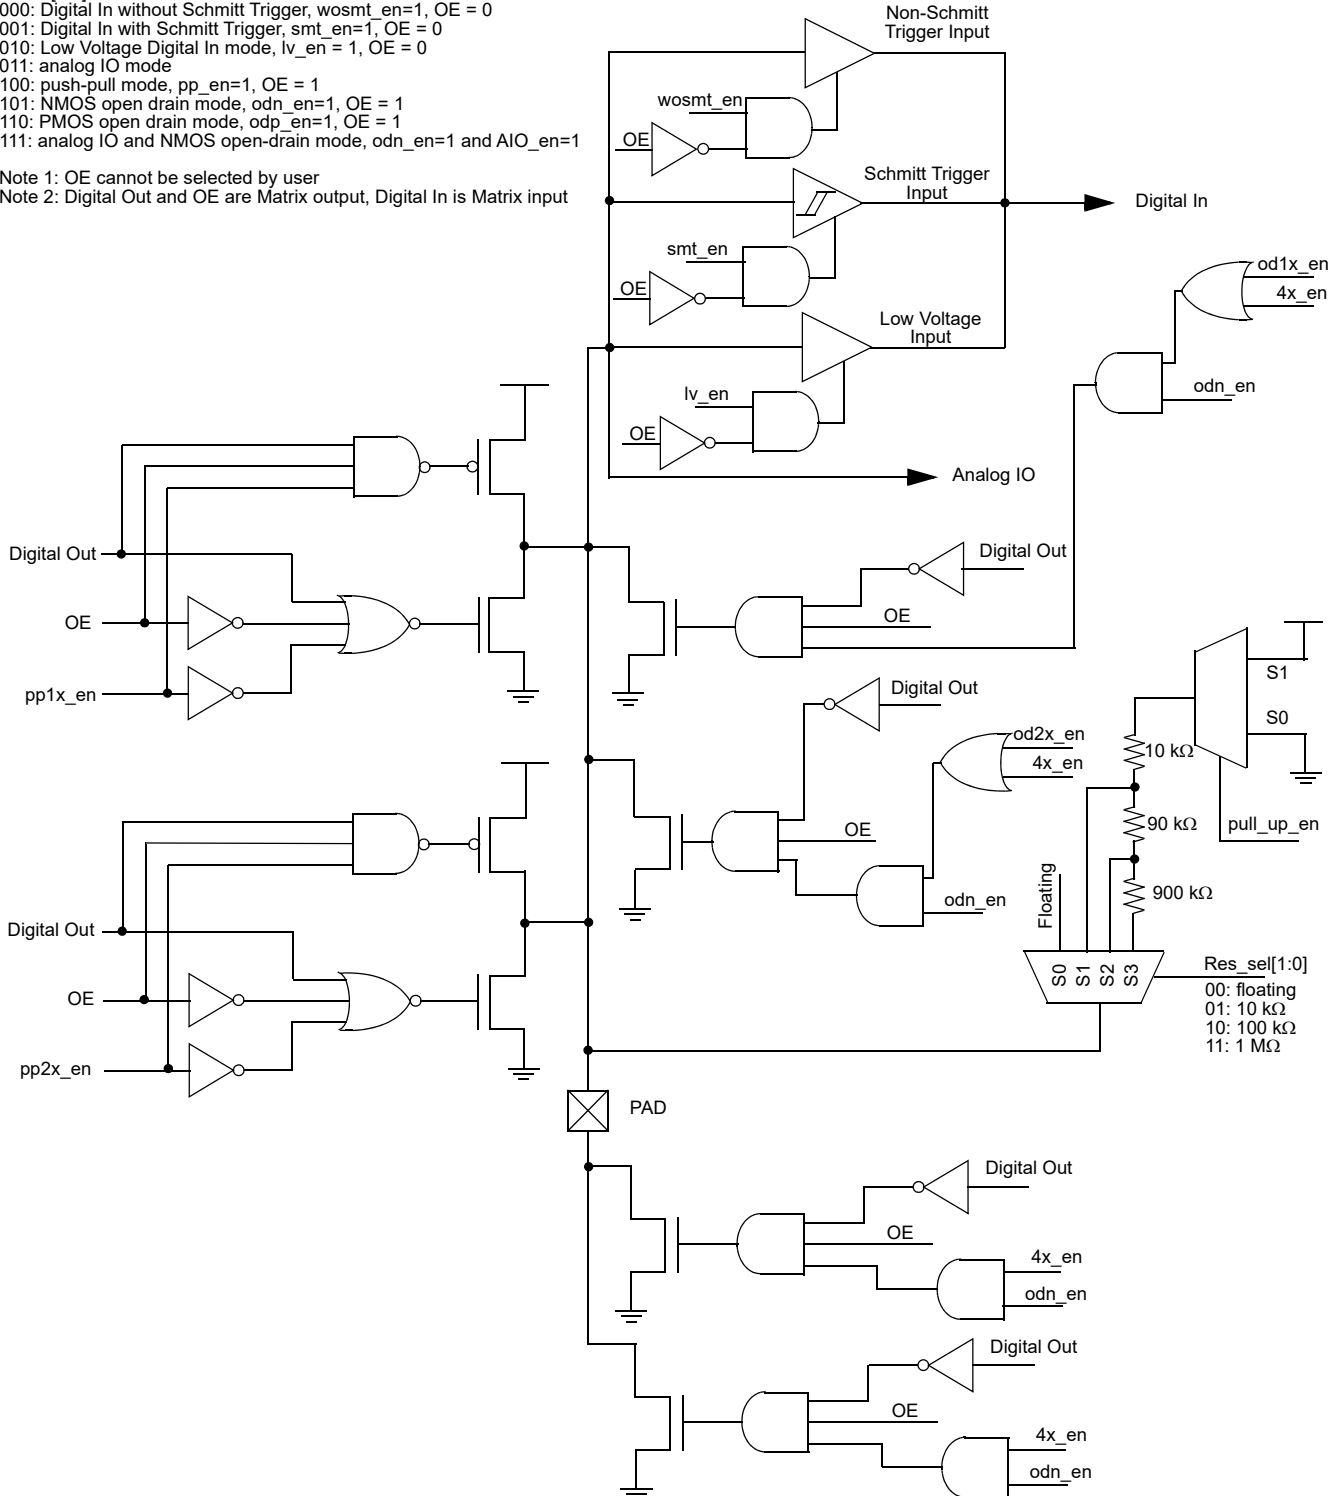 000: Digital In without Schmitt Trigger, wosmt_en=1, OE = 0
001: Digital In with Schmitt Trigger, smt_en=1, OE = 0
010: Low Voltage Digital In mode, lv_en = 1, OE = 0
011: analog IO mode
100: push-pull mode, pp_en=1, OE = 1
101: NMOS open drain mode, odn_en=1, OE = 1
110: PMOS open drain mode, odp_en=1, OE = 1
111: analog IO and NMOS open-drain mode, odn_en=1 and AIO_en=1
Note 1: OE cannot be selected by user
Note 2: Digital Out and OE are Matrix output, Digital In is Matrix input
Non-Schmitt
Trigger Input
wosmt_en
OE
Schmitt Trigger
Input
Digital In
smt_en
OE
Low Voltage
Input
lv_en
OE
Analog IO
od1x_en
4x_en
odn_en
Digital Out
OE
pp1x_en
Digital Out
OE
Digital Out
OE
od2x_en
4x_en
odn_en
S1
S0
pull_up_en
10 kΩ
90 kΩ
900 kΩ
Floating
S0
S1
S2
S3
Res_sel[1:0]
00: floating
01: 10 kΩ
10: 100 kΩ
11: 1 MΩ
Digital Out
OE
pp2x_en
PAD
Digital Out
OE
4x_en
odn_en
Digital Out
OE
4x_en
odn_en